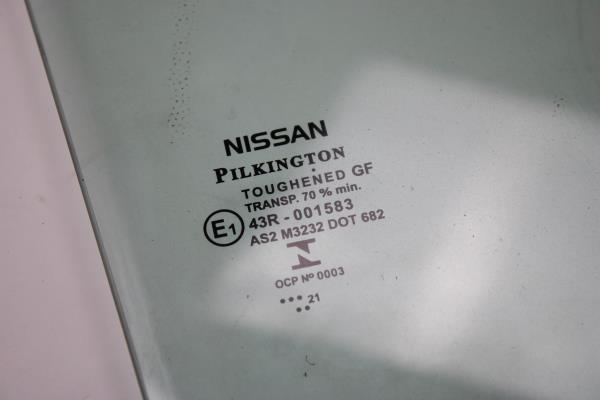 NISSAN
PILKINGTON
TOUGHENED GF
TRANSP. 70 % min.
E1 43R - 001583
AS2 M3232 DOT 682
OCP Nº 0003
21